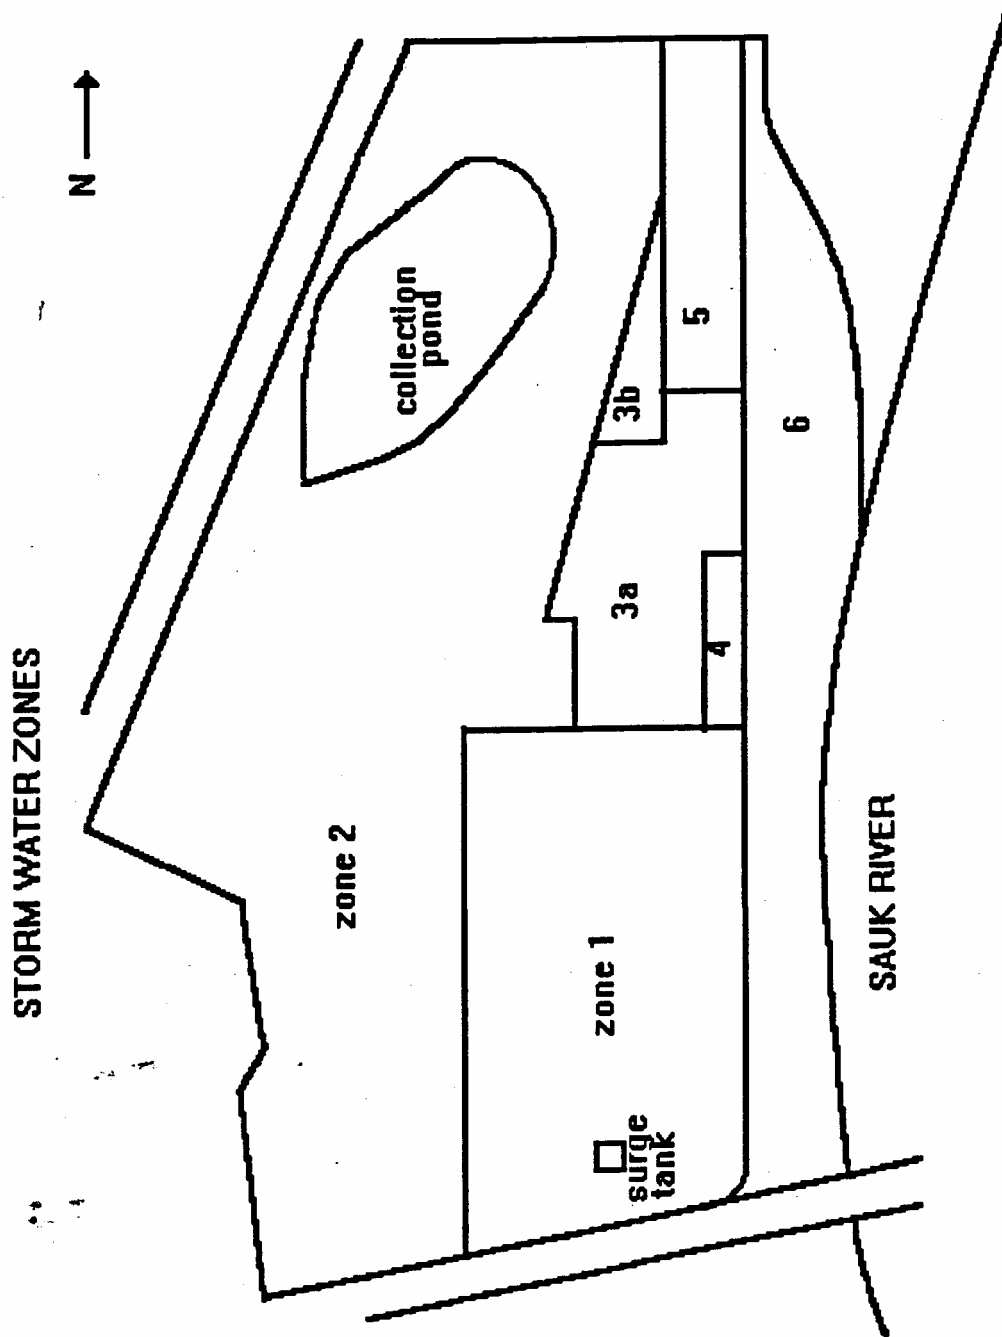 STORM WATER ZONES
N
collection
pond
zone 2
zone 1
surge
tank
3a
3b
4
5
6
SAUK RIVER